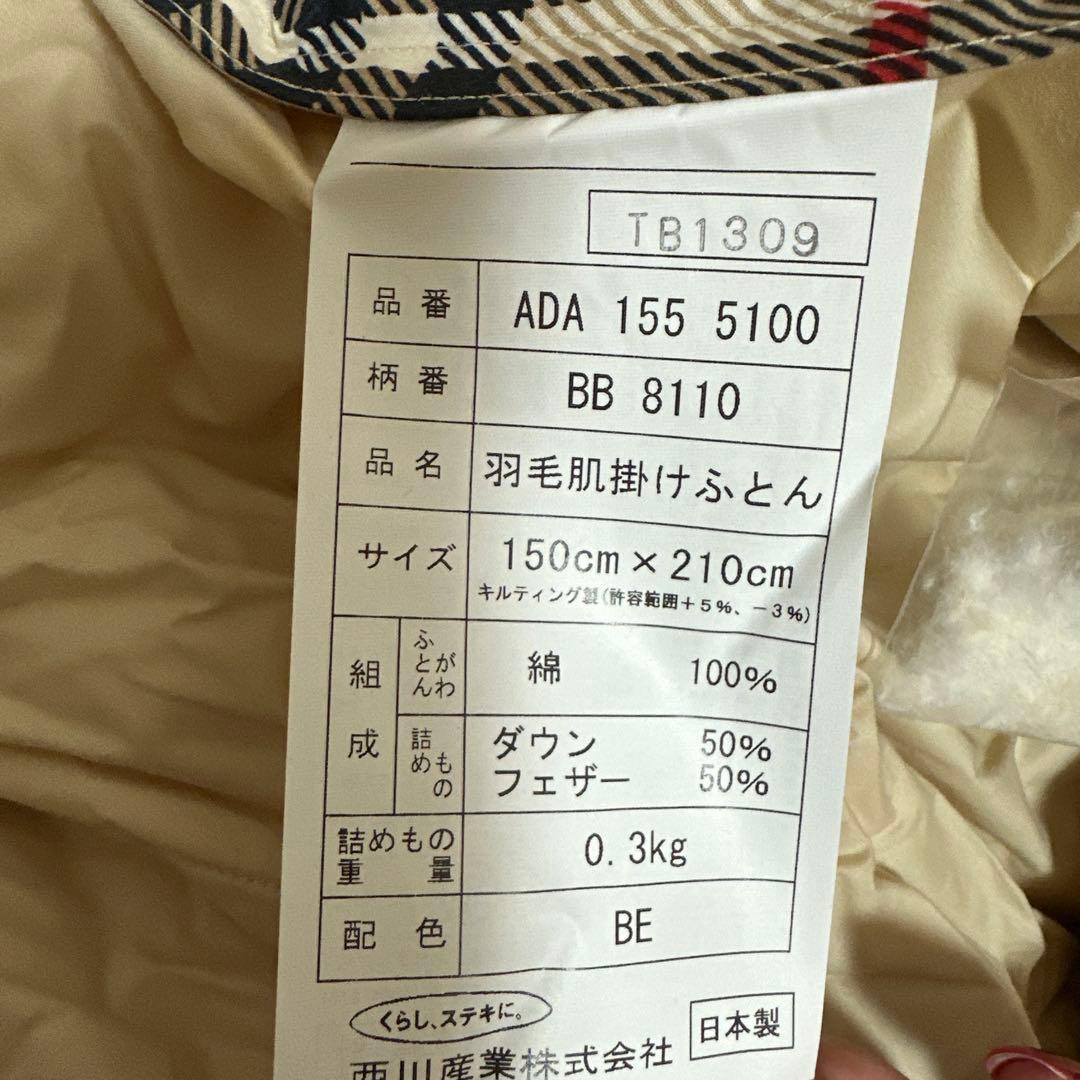 TB1309
品番 ADA 155 5100
柄番 BB 8110
品名 羽毛肌掛けふとん
サイズ 150cm×210cm
キルティング製(許容範囲+5%、-3%)
組成 ふとんがわ 綿 100%
詰めもの ダウン 50%
フェザー 50%
詰めもの重量 0.3kg
配色 BE
くらし、ステキに。
西川産業株式会社
日本製